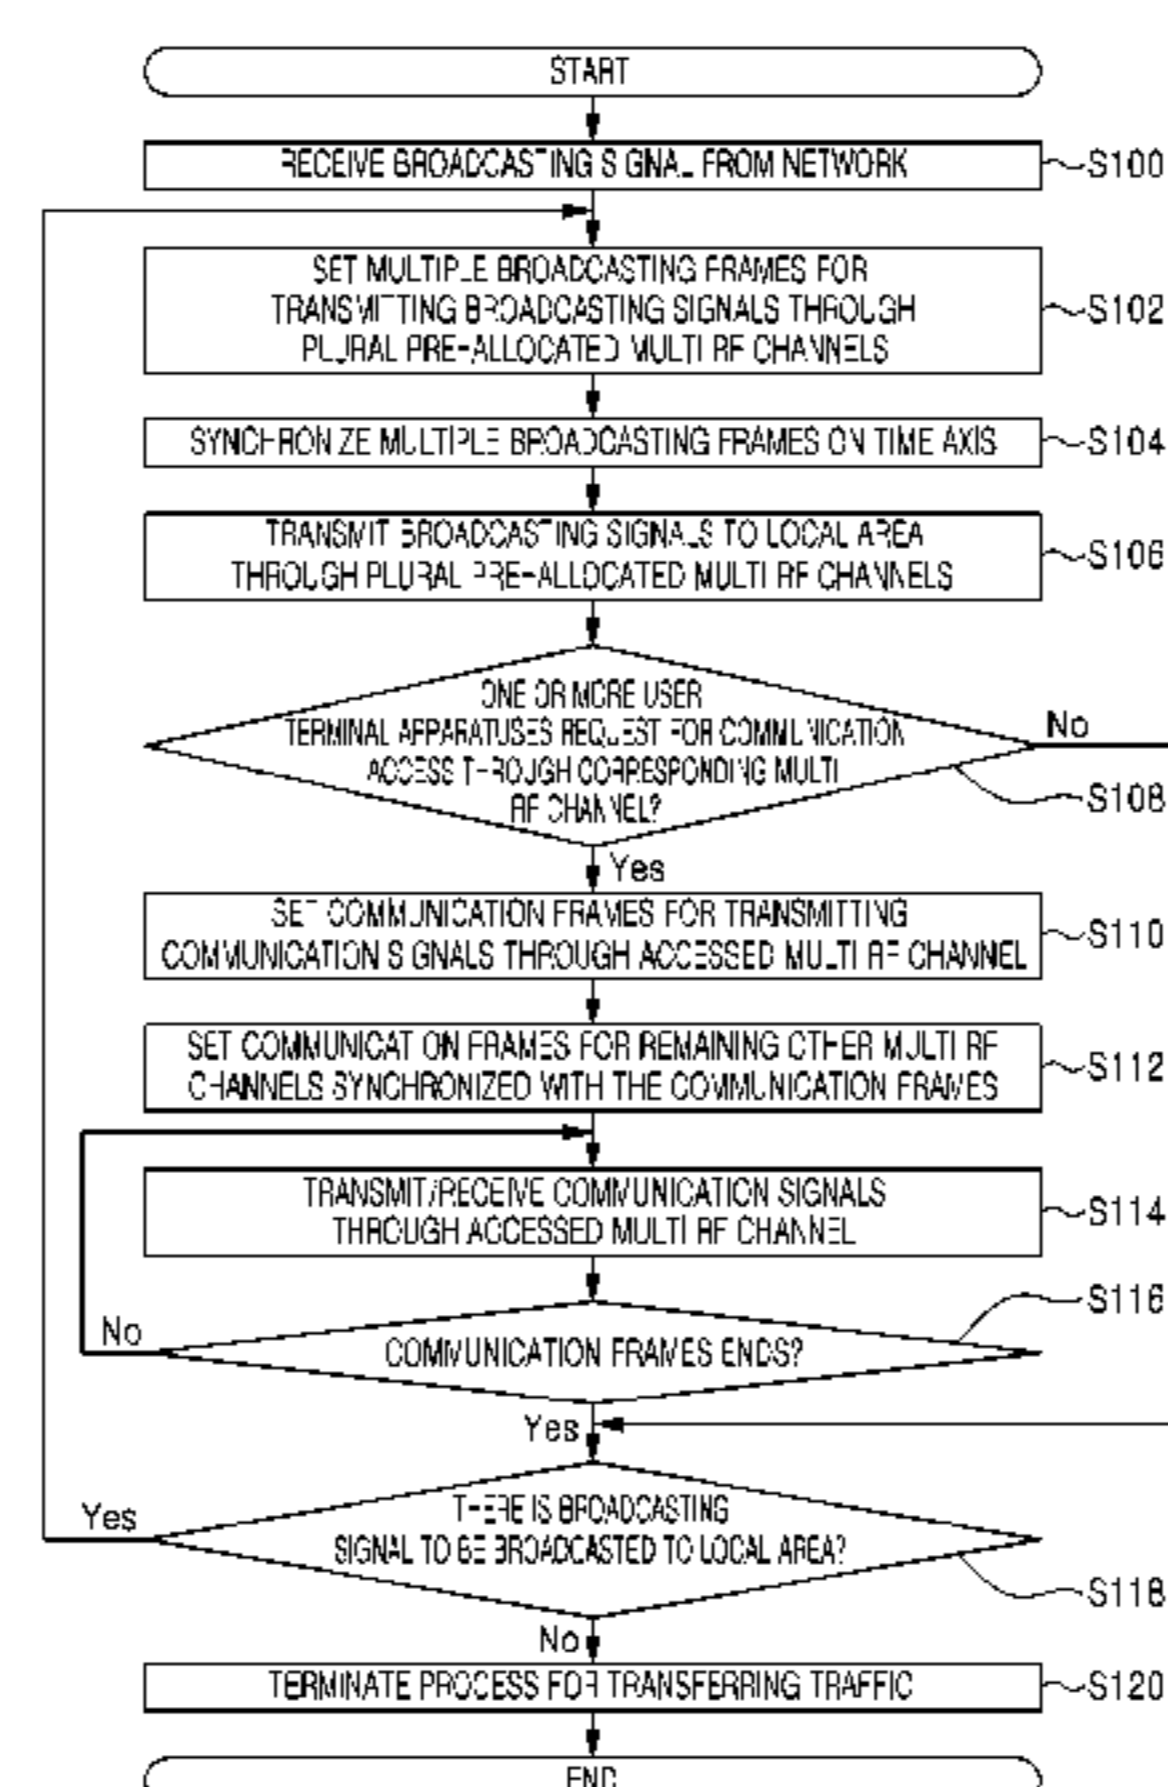 START
RECEIVE BROADCASTING SIGNAL FROM NETWORK
S100
SET MULTIPLE BROADCASTING FRAMES FOR
TRANSMITTING BROADCASTING SIGNALS THROUGH
PLURAL PRE-ALLOCATED MULTI RF CHANNELS
S102
SYNCHRONIZE MULTIPLE BROADCASTING FRAMES ON TIME AXIS
S104
TRANSMIT BROADCASTING SIGNALS TO LOCAL AREA
THROUGH PLURAL PRE-ALLOCATED MULTI RF CHANNELS
S106
ONE OR MORE USER
TERMINAL APPARATUSES REQUEST FOR COMMUNICATION
ACCESS THROUGH CORRESPONDING MULTI
RF CHANNEL?
No
S108
Yes
SET COMMUNICATION FRAMES FOR TRANSMITTING
COMMUNICATION SIGNALS THROUGH ACCESSED MULTI RF CHANNEL
S110
SET COMMUNICATION FRAMES FOR REMAINING OTHER MULTI RF
CHANNELS SYNCHRONIZED WITH THE COMMUNICATION FRAMES
S112
TRANSMIT/RECEIVE COMMUNICATION SIGNALS
THROUGH ACCESSED MULTI RF CHANNEL
S114
S116
No
COMMUNICATION FRAMES ENDS?
Yes
Yes
THERE IS BROADCASTING
SIGNAL TO BE BROADCASTED TO LOCAL AREA?
S118
No
TERMINATE PROCESS FOR TRANSFERRING TRAFFIC
S120
END